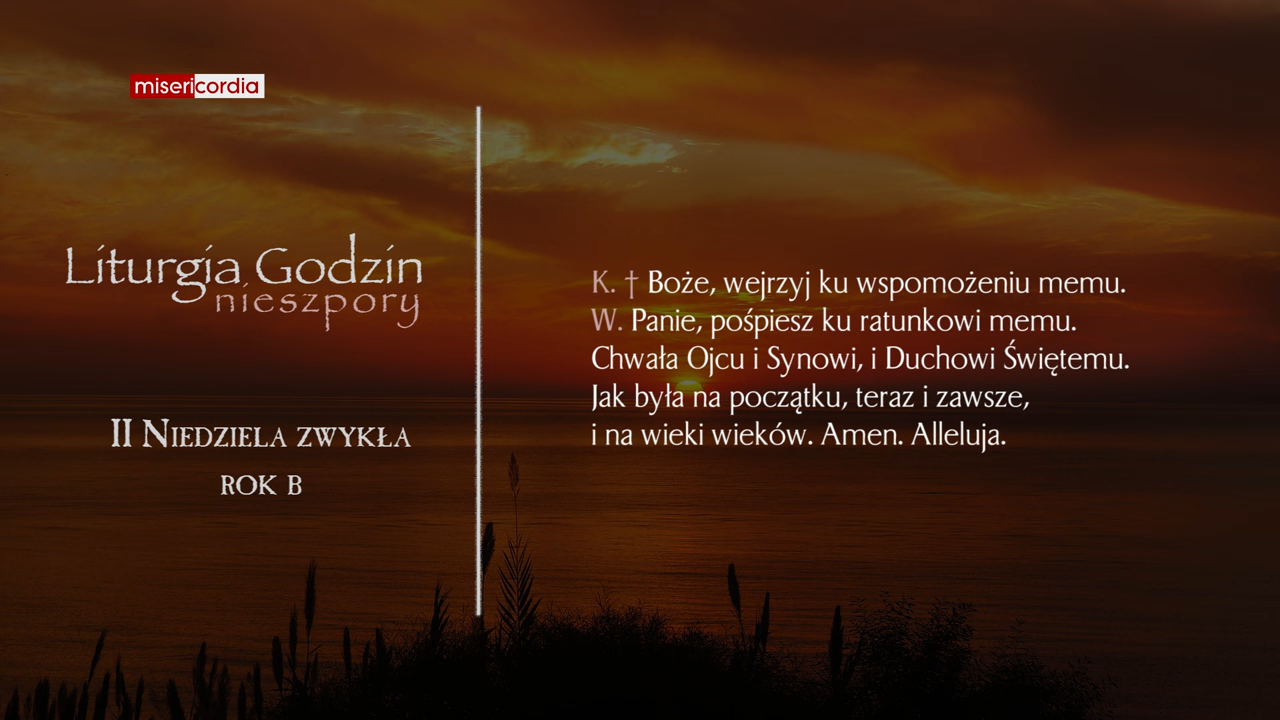 misericordia
Liturgia Godzin
nieszpory
II Niedziela zwykła
rok B
K. † Boże, wejrzyj ku wspomożeniu memu.
W. Panie, pośpiesz ku ratunkowi memu.
Chwała Ojcu i Synowi, i Duchowi Świętemu.
Jak była na początku, teraz i zawsze,
i na wieki wieków. Amen. Alleluja.